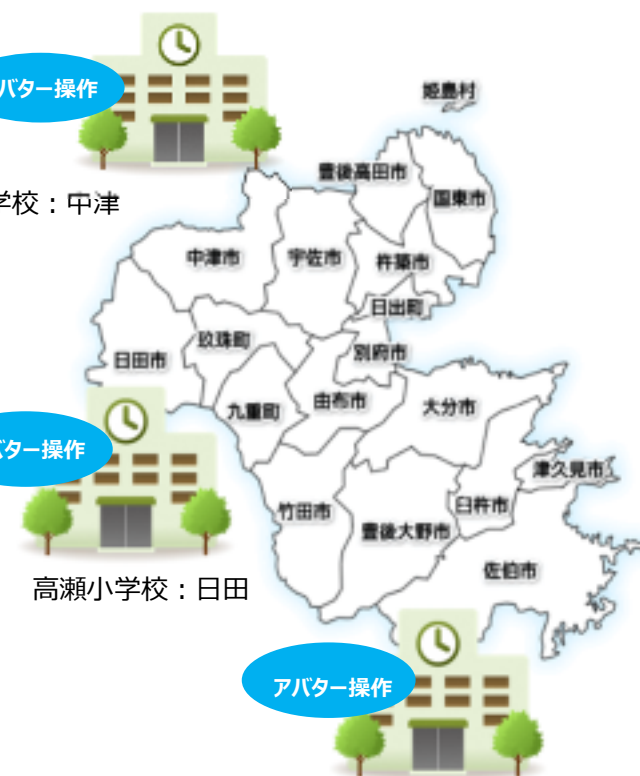 バター操作
学校：中津
姫島村
豊後高田市
国東市
中津市
宇佐市
杵築市
日出町
玖珠町
別府市
日田市
九重町
由布市
大分市
バター操作
津久見市
竹田市
臼杵市
豊後大野市
佐伯市
高瀬小学校：日田
アバター操作